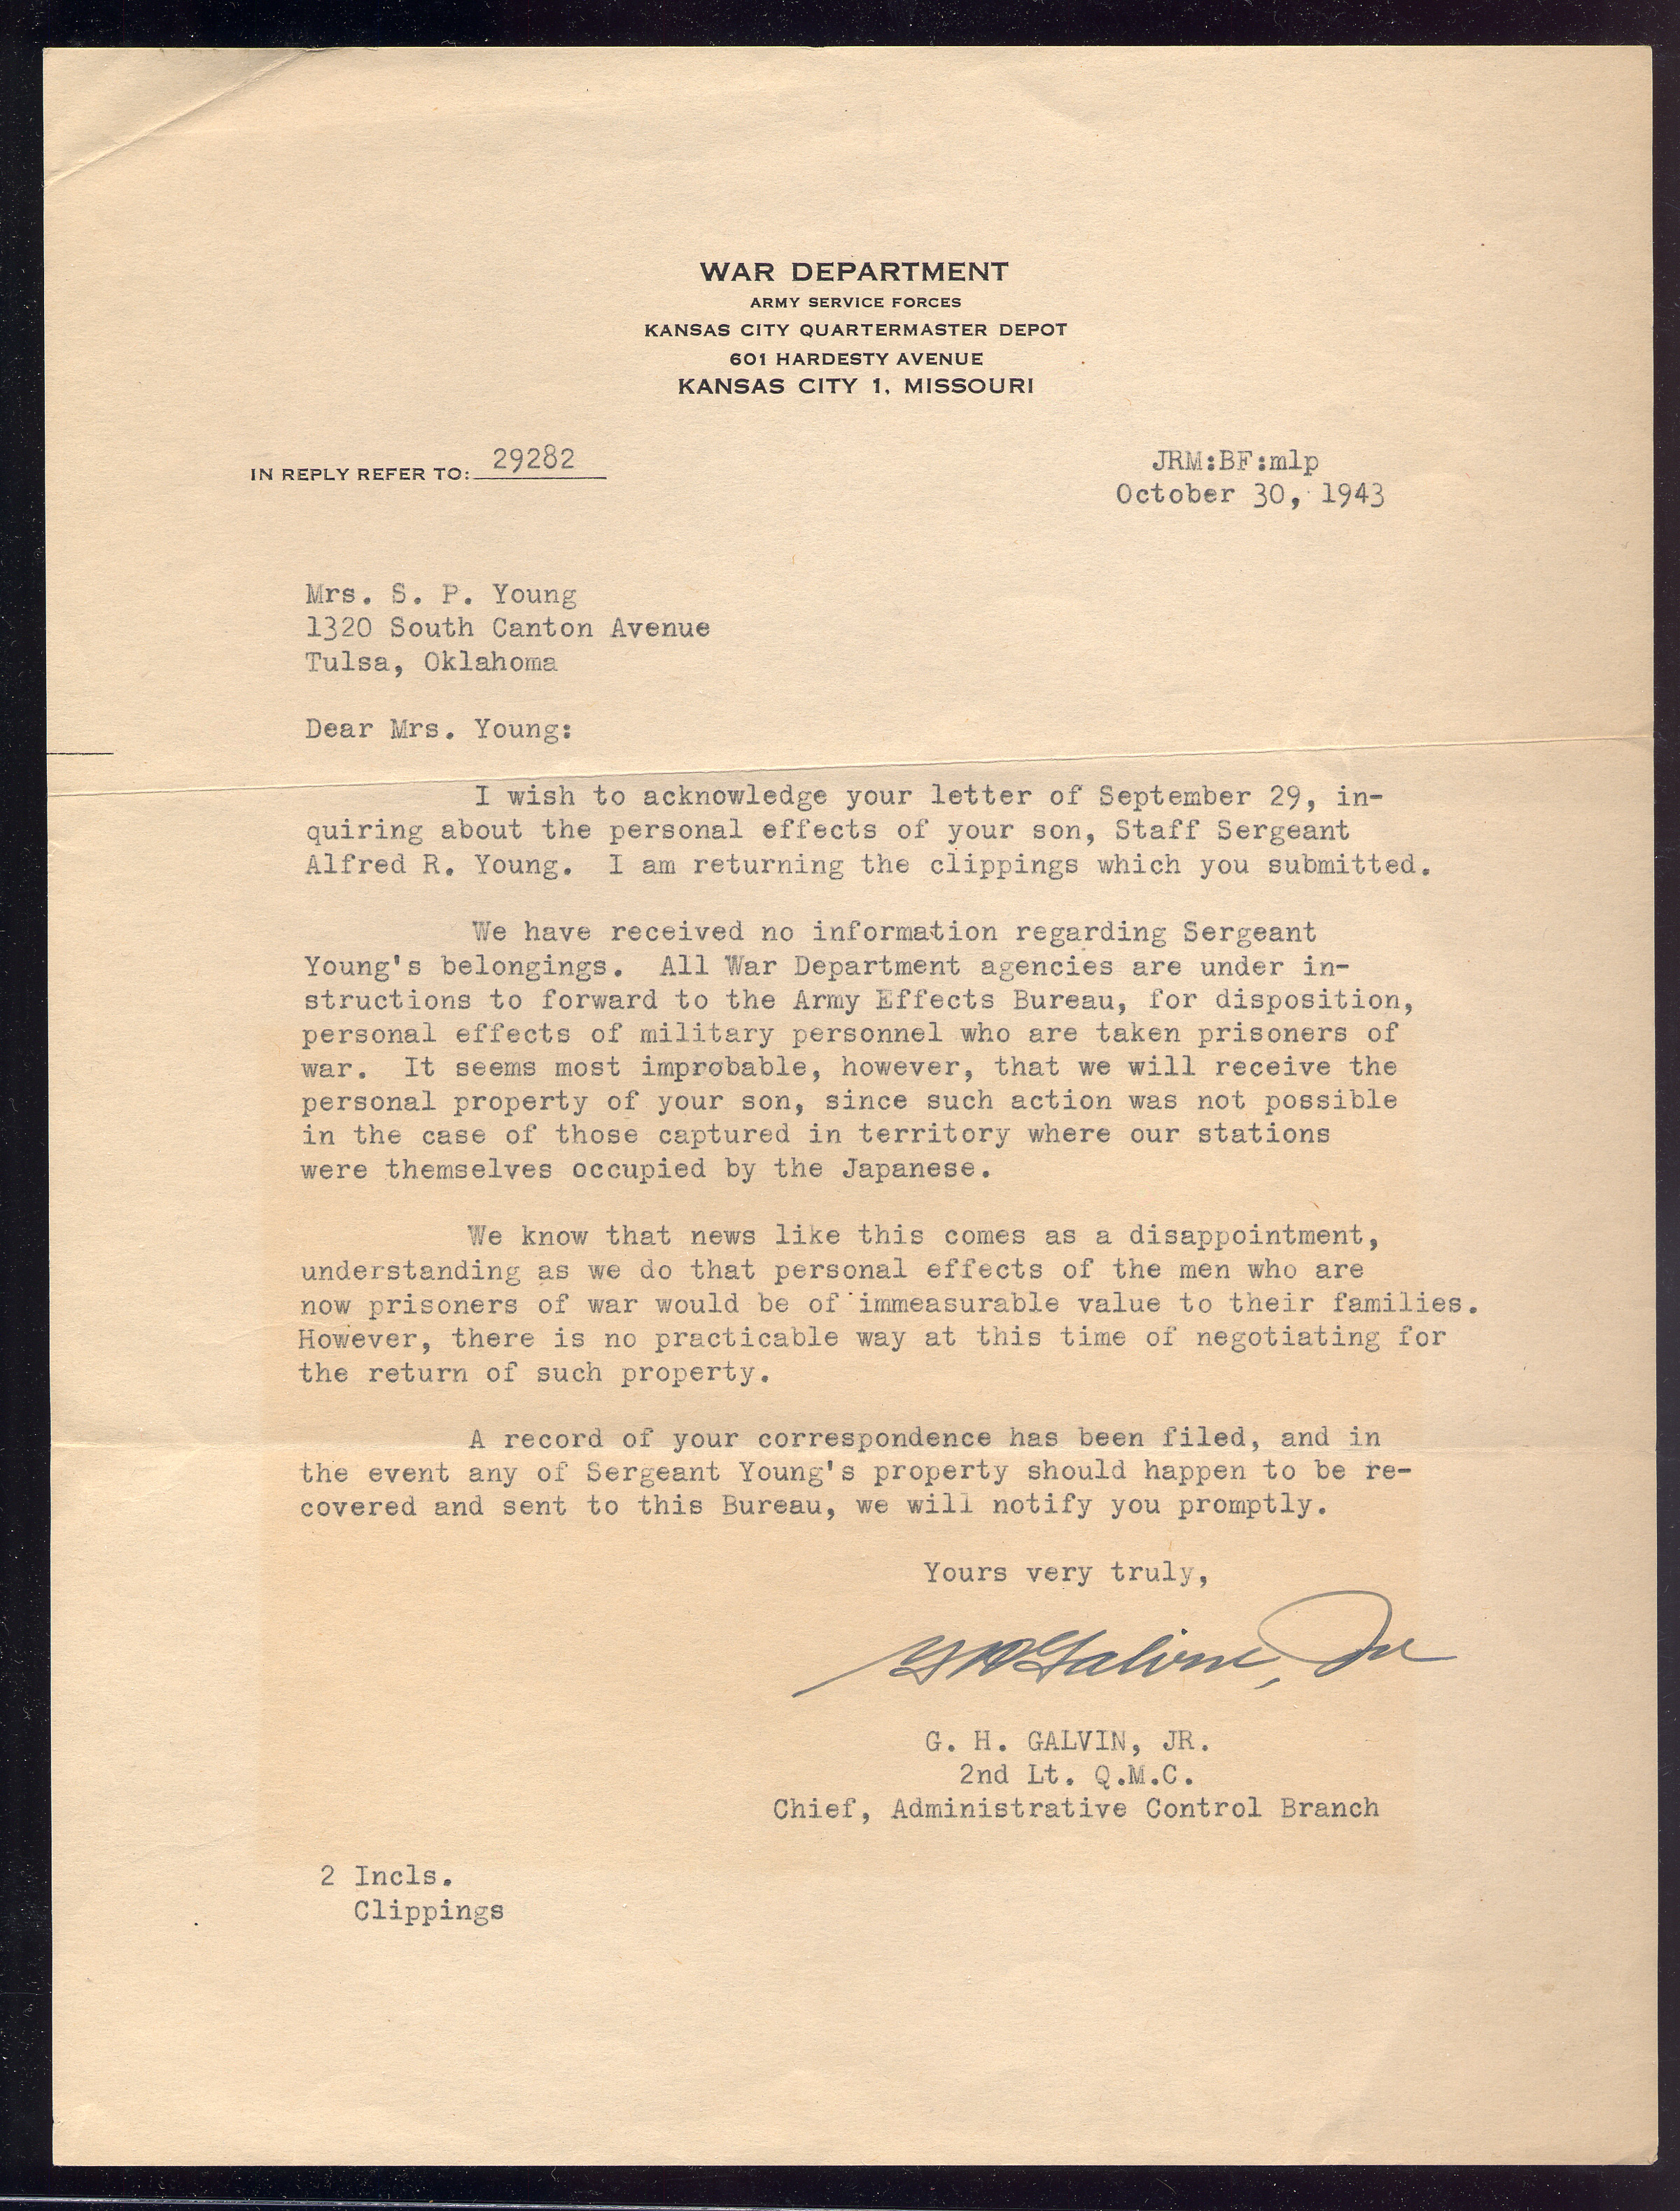 WAR DEPARTMENT
ARMY SERVICE FORCES
KANSAS CITY QUARTERMASTER DEPOT
601 HARDESTY AVENUE
KANSAS CITY 1, MISSOURI
IN REPLY REFER TO: 29282
JRM:BF:mlp
October 30, 1943
Mrs. S. P. Young
1320 South Canton Avenue
Tulsa, Oklahoma
Dear Mrs. Young:
I wish to acknowledge your letter of September 29, in-
quiring about the personal effects of your son, Staff Sergeant
Alfred R. Young. I am returning the clippings which you submitted.
We have received no information regarding Sergeant
Young's belongings. All War Department agencies are under in-
structions to forward to the Army Effects Bureau, for disposition,
personal effects of military personnel who are taken prisoners of
war. It seems most improbable, however, that we will receive the
personal property of your son, since such action was not possible
in the case of those captured in territory where our stations
were themselves occupied by the Japanese.
We know that news like this comes as a disappointment,
understanding as we do that personal effects of the men who are
now prisoners of war would be of immeasurable value to their families.
However, there is no practicable way at this time of negotiating for
the return of such property.
A record of your correspondence has been filed, and in
the event any of Sergeant Young's property should happen to be re-
covered and sent to this Bureau, we will notify you promptly.
Yours very truly,
G H Galvin, Jr
G. H. GALVIN, JR.
2nd Lt. Q.M.C.
Chief, Administrative Control Branch
2 Incls.
Clippings